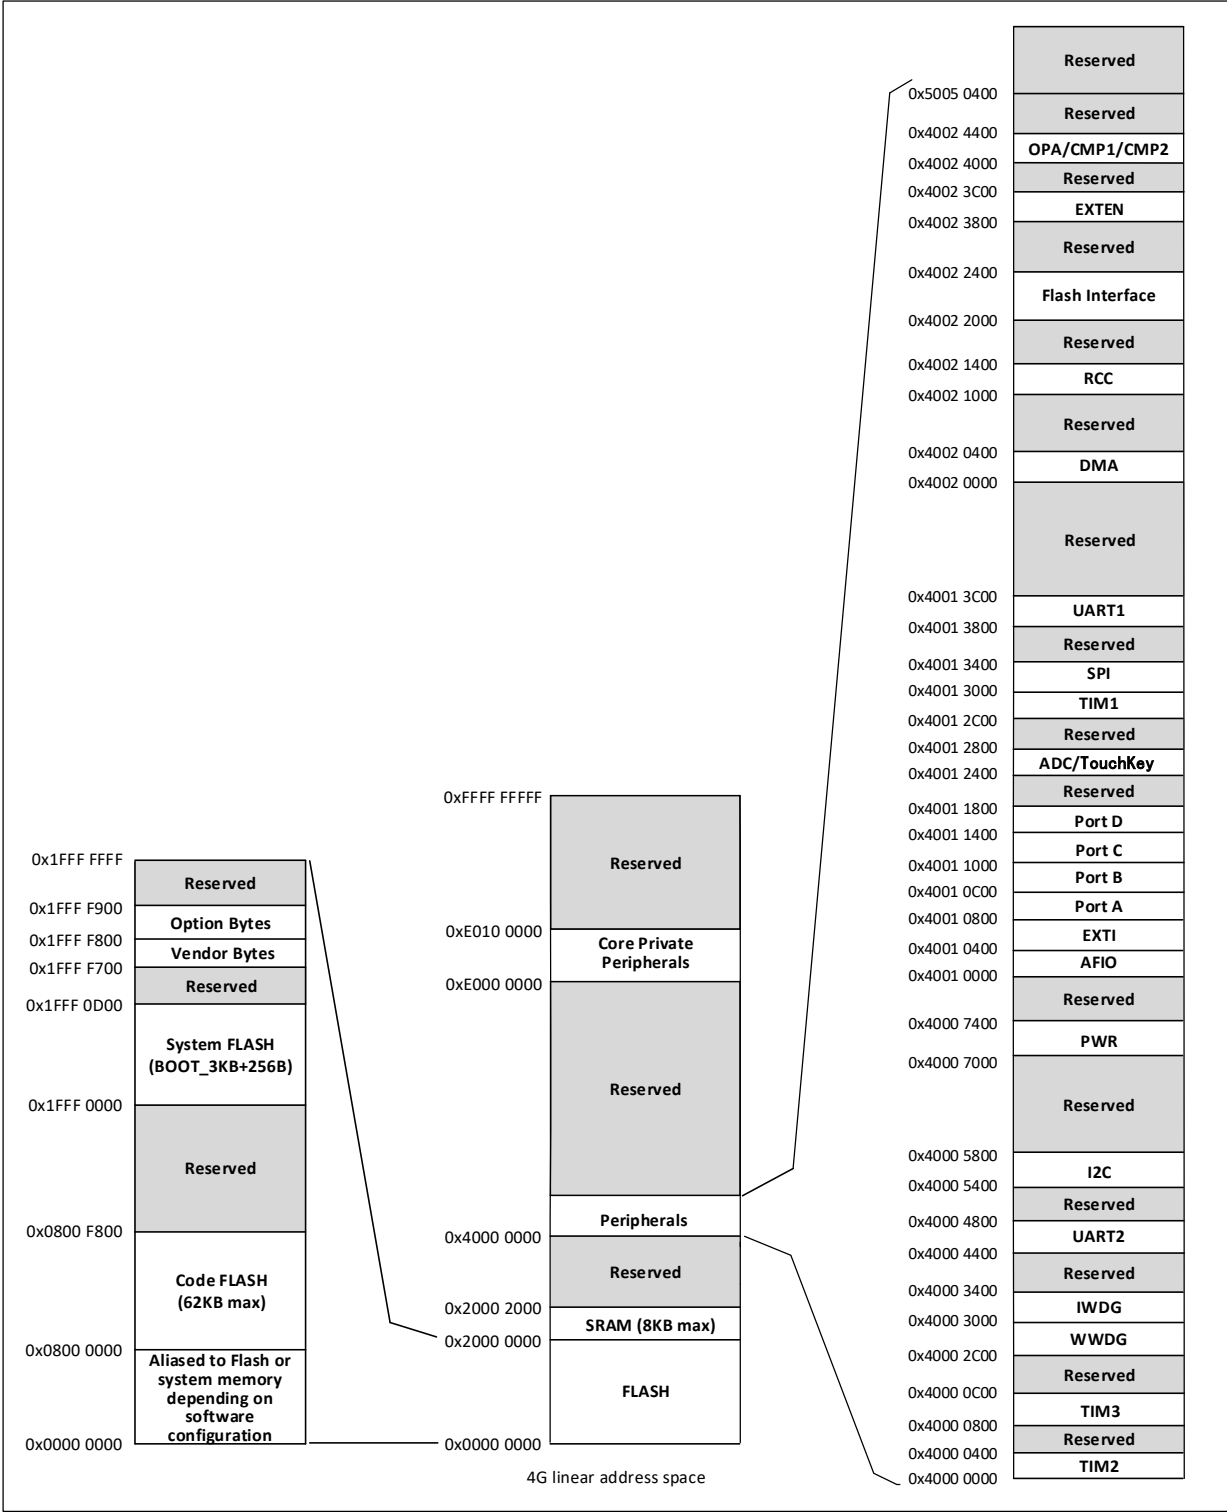 0x1FFF FFFF
Reserved
0x1FFF F900
Option Bytes
0x1FFF F800
Vendor Bytes
0x1FFF F700
Reserved
0x1FFF 0D00
System FLASH
(BOOT_3KB+256B)
0x1FFF 0000
Reserved
0x0800 F800
Code FLASH
(62KB max)
0x0800 0000
Aliased to Flash or
system memory
depending on
software
configuration
0x0000 0000
0xFFFF FFFFF
Reserved
0xE010 0000
Core Private
Peripherals
0xE000 0000
Reserved
Peripherals
0x4000 0000
Reserved
0x2000 2000
SRAM (8KB max)
0x2000 0000
FLASH
0x0000 0000
4G linear address space
Reserved
0x5005 0400
Reserved
0x4002 4400
OPA/CMP1/CMP2
0x4002 4000
Reserved
0x4002 3C00
EXTEN
0x4002 3800
Reserved
0x4002 2400
Flash Interface
0x4002 2000
Reserved
0x4002 1400
RCC
0x4002 1000
Reserved
0x4002 0400
DMA
0x4002 0000
Reserved
0x4001 3C00
UART1
0x4001 3800
Reserved
0x4001 3400
SPI
0x4001 3000
TIM1
0x4001 2C00
Reserved
0x4001 2800
ADC/TouchKey
0x4001 2400
Reserved
0x4001 1800
Port D
0x4001 1400
Port C
0x4001 1000
Port B
0x4001 0C00
Port A
0x4001 0800
EXTI
0x4001 0400
AFIO
0x4001 0000
Reserved
0x4000 7400
PWR
0x4000 7000
Reserved
0x4000 5800
I2C
0x4000 5400
Reserved
0x4000 4800
UART2
0x4000 4400
Reserved
0x4000 3400
IWDG
0x4000 3000
WWDG
0x4000 2C00
Reserved
0x4000 0C00
TIM3
0x4000 0800
Reserved
0x4000 0400
TIM2
0x4000 0000